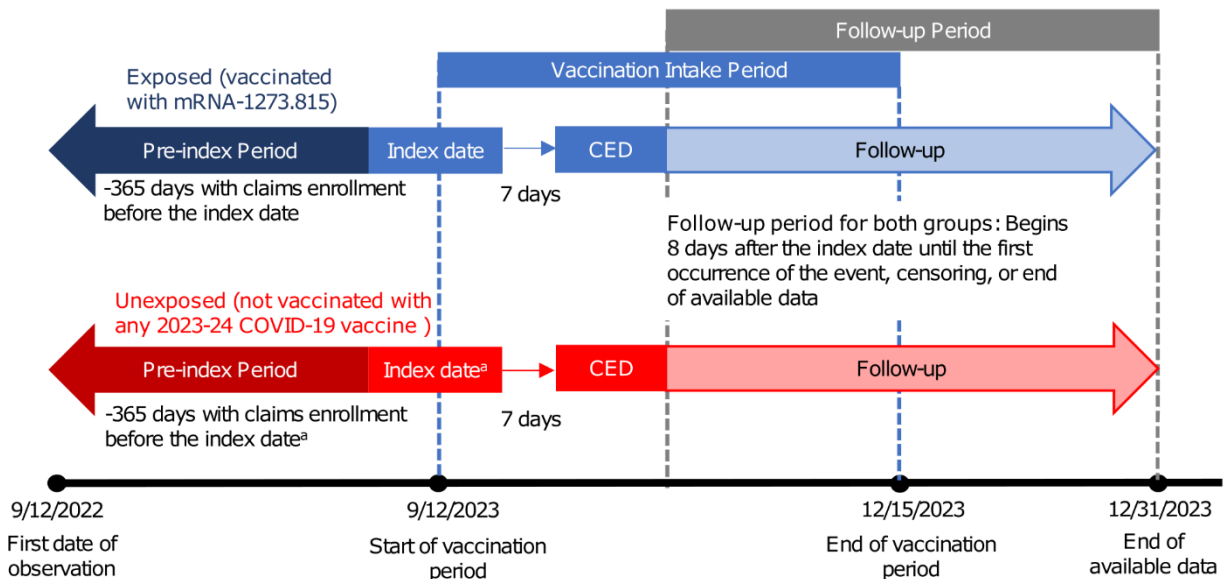 Follow-up Period
Vaccination Intake Period
Exposed (vaccinated
with mRNA-1273.815)
Pre-index Period
Index date
CED
Follow-up
-365 days with claims enrollment
before the index date
7 days
Follow-up period for both groups: Begins
8 days after the index date until the first
occurrence of the event, censoring, or end
of available data
Unexposed (not vaccinated with
any 2023-24 COVID-19 vaccine )
Pre-index Period
Index dateᵃ
CED
Follow-up
-365 days with claims enrollment
before the index dateᵃ
7 days
9/12/2022
First date of
observation
9/12/2023
Start of vaccination
period
12/15/2023
End of vaccination
period
12/31/2023
End of
available data